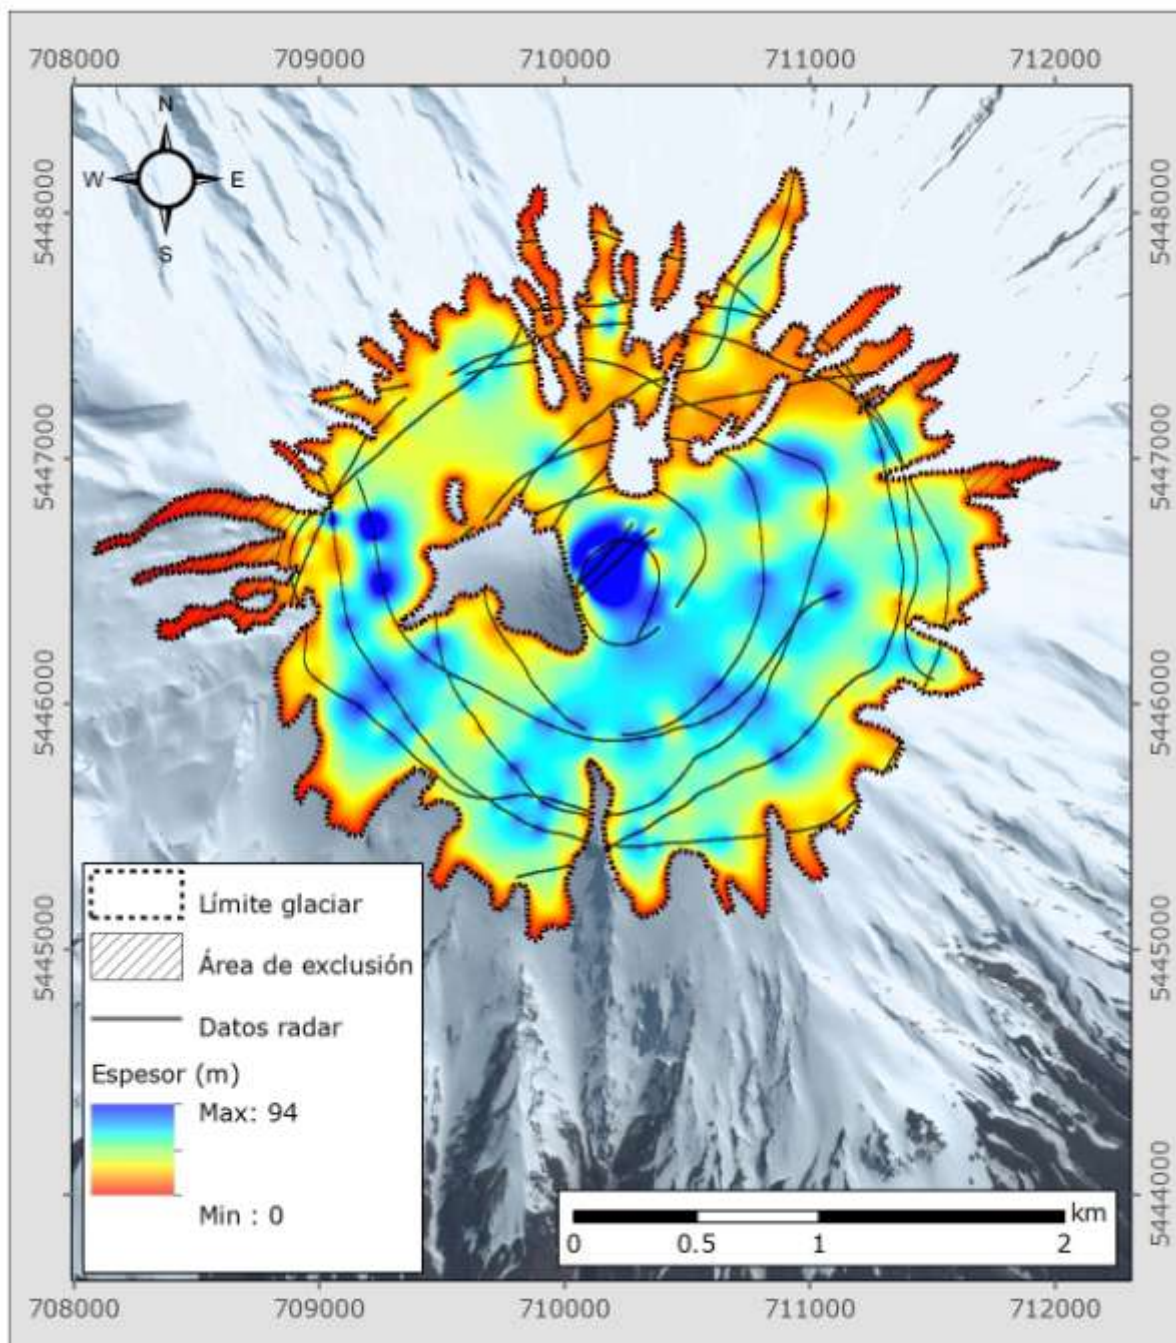 708000 709000 710000 711000 712000
N
W E
S
5448000 5448000
5447000 5447000
5446000 5446000
5445000 5445000
5444000
Límite glaciar
Área de exclusión
Datos radar
Espesor (m)
Max: 94
Min : 0
km
0 0.5 1 2
708000 709000 710000 711000 712000